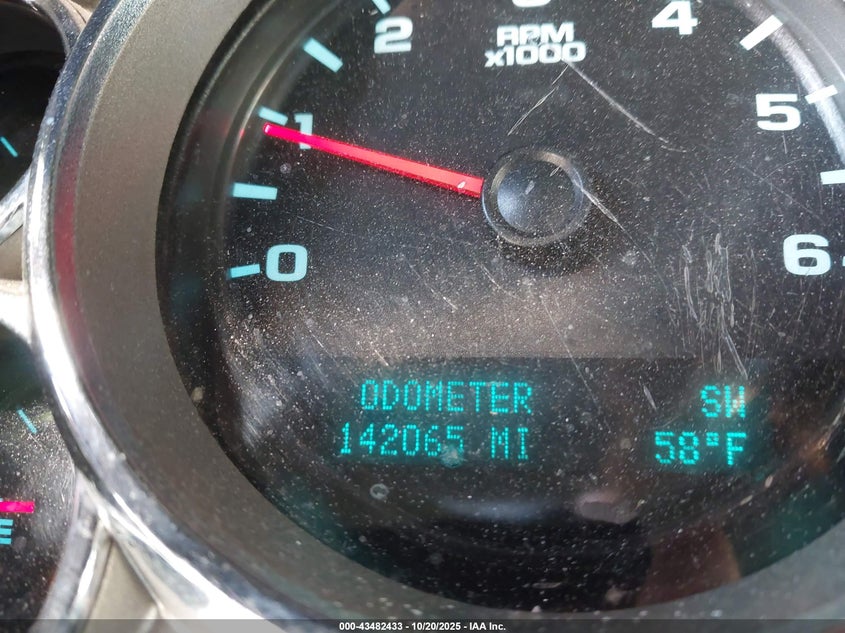 2
3
4
RPM
x1000
1
5
0
6
ODOMETER
SW
142065 MI
58°F
E
000-43482433 - 10/20/2025 - IAA Inc.